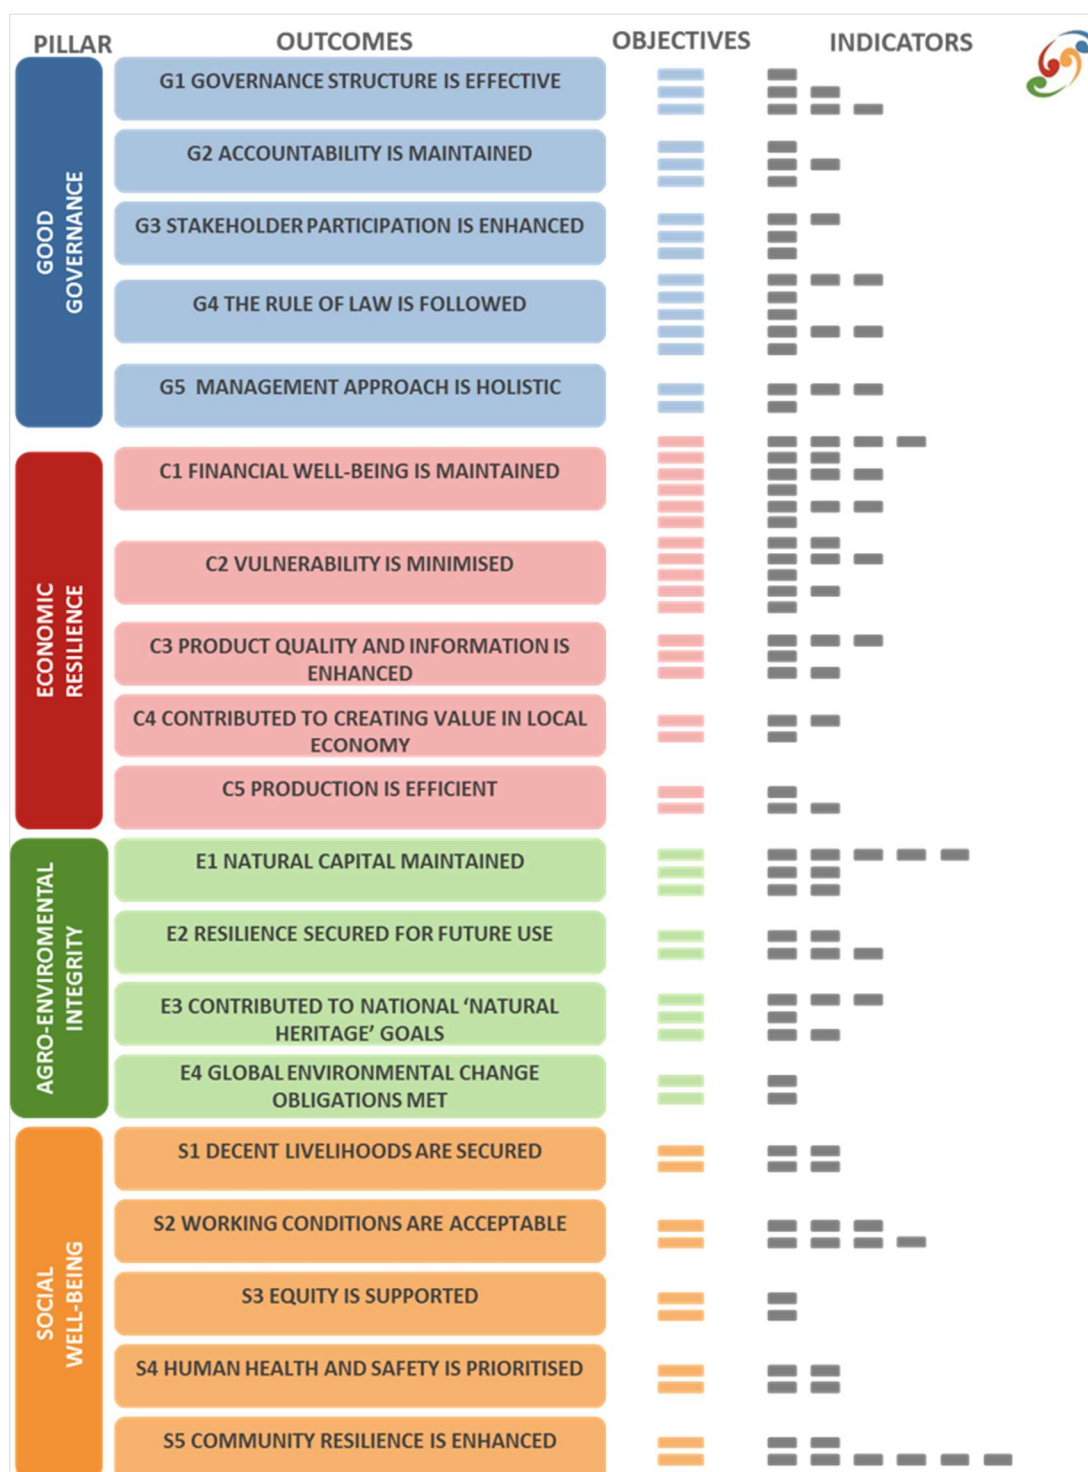 PILLAR
OUTCOMES
OBJECTIVES
INDICATORS
GOOD
GOVERNANCE
G1 GOVERNANCE STRUCTURE IS EFFECTIVE
G2 ACCOUNTABILITY IS MAINTAINED
G3 STAKEHOLDER PARTICIPATION IS ENHANCED
G4 THE RULE OF LAW IS FOLLOWED
G5 MANAGEMENT APPROACH IS HOLISTIC
ECONOMIC
RESILIENCE
C1 FINANCIAL WELL-BEING IS MAINTAINED
C2 VULNERABILITY IS MINIMISED
C3 PRODUCT QUALITY AND INFORMATION IS
ENHANCED
C4 CONTRIBUTED TO CREATING VALUE IN LOCAL
ECONOMY
C5 PRODUCTION IS EFFICIENT
AGRO-ENVIROMENTAL
INTEGRITY
E1 NATURAL CAPITAL MAINTAINED
E2 RESILIENCE SECURED FOR FUTURE USE
E3 CONTRIBUTED TO NATIONAL ‘NATURAL
HERITAGE’ GOALS
E4 GLOBAL ENVIRONMENTAL CHANGE
OBLIGATIONS MET
SOCIAL
WELL-BEING
S1 DECENT LIVELIHOODS ARE SECURED
S2 WORKING CONDITIONS ARE ACCEPTABLE
S3 EQUITY IS SUPPORTED
S4 HUMAN HEALTH AND SAFETY IS PRIORITISED
S5 COMMUNITY RESILIENCE IS ENHANCED